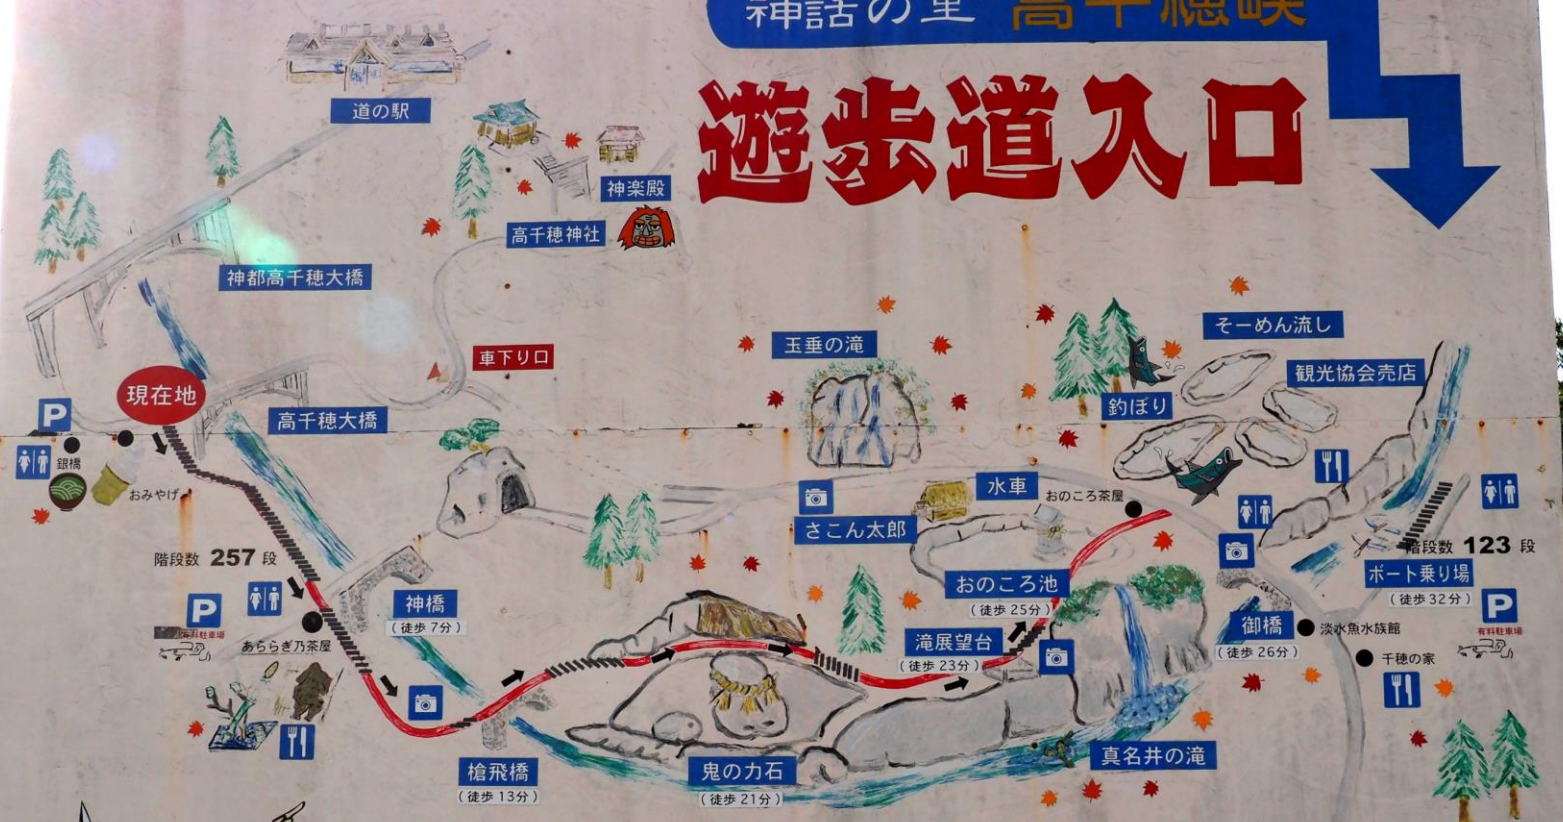 神話の里 高千穂峡
遊歩道入口
道の駅
神楽殿
高千穂神社
神都高千穂大橋
車下り口
現在地
P
高千穂大橋
銀橋
おみやげ
階段数 257 段
P
有料駐車場
あららぎ乃茶屋
神橋
(徒歩 7分)
槍飛橋
(徒歩 13分)
鬼の力石
(徒歩 21分)
玉垂の滝
さこん太郎
水車
おのころ茶屋
おのころ池
(徒歩 25分)
滝展望台
(徒歩 23分)
真名井の滝
そーめん流し
観光協会売店
釣ぼり
階段数 123 段
ボート乗り場
(徒歩 32分)
P
有料駐車場
御橋
(徒歩 26分)
淡水魚水族館
千穂の家